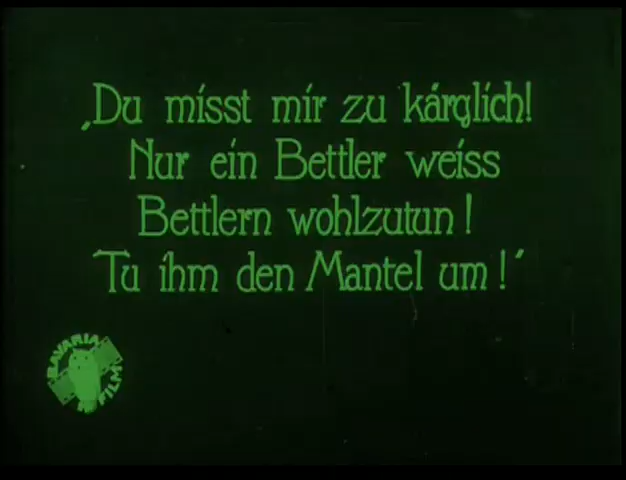 ‚Du misst mir zu kärglich!
Nur ein Bettler weiss
Bettlern wohlzutun!
Tu ihm den Mantel um!‘
BAVARIA
FILM